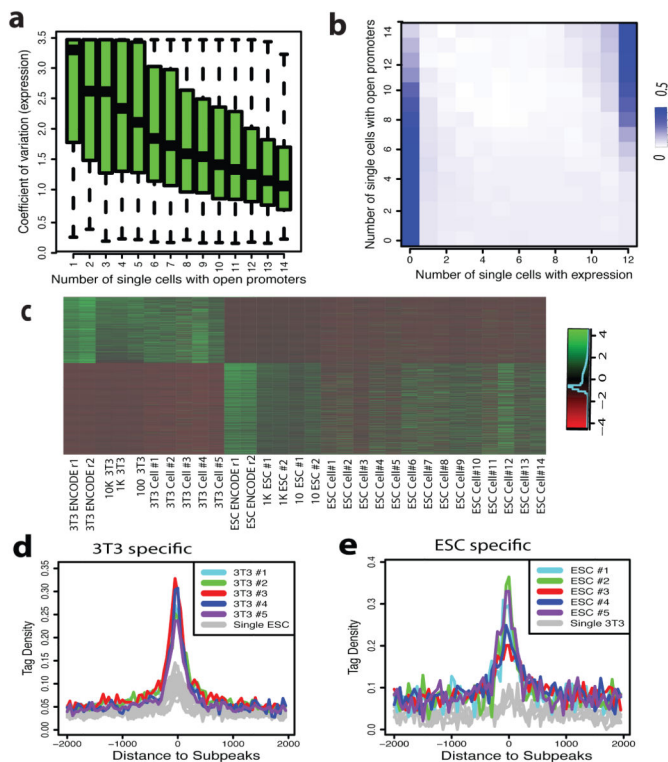 a
Coefficient of variation (expression)
3.5
3.0
2.5
2.0
1.5
1.0
0.5
0.0
1 2 3 4 5 6 7 8 9 10 11 12 13 14
Number of single cells with open promoters
b
Number of single cells with open promoters
14
12
10
8
6
4
2
0
0 2 4 6 8 10 12
Number of single cells with expression
0.5
0
c
3T3 ENCODE r1
3T3 ENCODE r2
10K 3T3
1K 3T3
100 3T3
3T3 Cell #1
3T3 Cell #2
3T3 Cell #3
3T3 Cell #4
3T3 Cell #5
ESC ENCODE r1
ESC ENCODE r2
1K ESC #1
1K ESC #2
10 ESC #1
10 ESC #2
ESC Cell#1
ESC Cell#2
ESC Cell#3
ESC Cell#4
ESC Cell#5
ESC Cell#6
ESC Cell#7
ESC Cell#8
ESC Cell#9
ESC Cell#10
ESC Cell#11
ESC Cell#12
ESC Cell#13
ESC Cell#14
4
2
0
−2
−4
d
3T3 specific
Tag Density
0.35
0.30
0.25
0.20
0.15
0.10
0.05
0.0
3T3 #1
3T3 #2
3T3 #3
3T3 #4
3T3 #5
Single ESC
−2000 −1000 0 1000 2000
Distance to Subpeaks
e
ESC specific
Tag Density
0.4
0.3
0.2
0.1
0.0
ESC #1
ESC #2
ESC #3
ESC #4
ESC #5
Single 3T3
−2000 −1000 0 1000 2000
Distance to Subpeaks